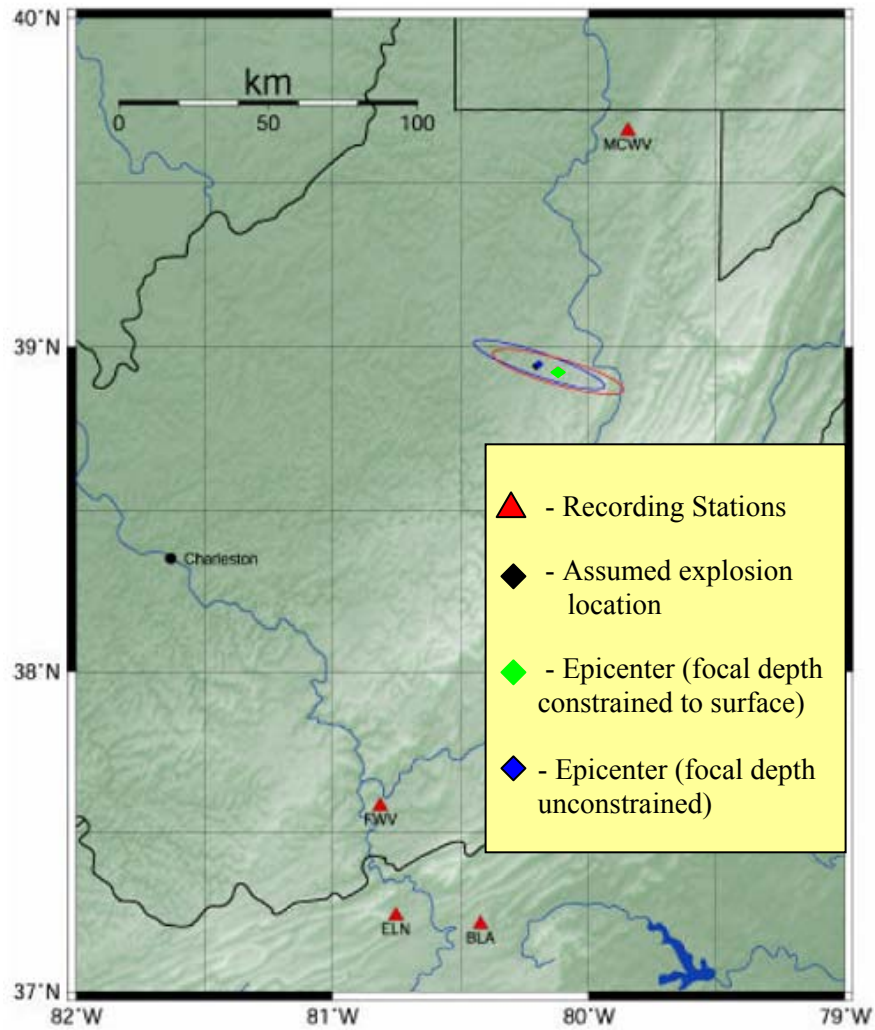 40°N
km
0 50 100
MCWV
39°N
- Recording Stations
- Assumed explosion
location
Charleston
- Epicenter (focal depth
constrained to surface)
38°N
- Epicenter (focal depth
unconstrained)
FWV
ELN
BLA
37°N
82°W 81°W 80°W 79°W